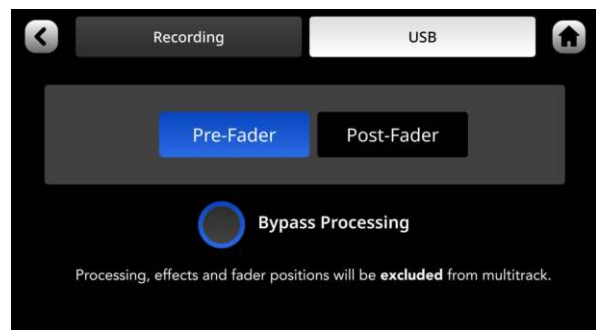 Recording
USB
Pre-Fader
Post-Fader
Bypass Processing
Processing, effects and fader positions will be excluded from multitrack.